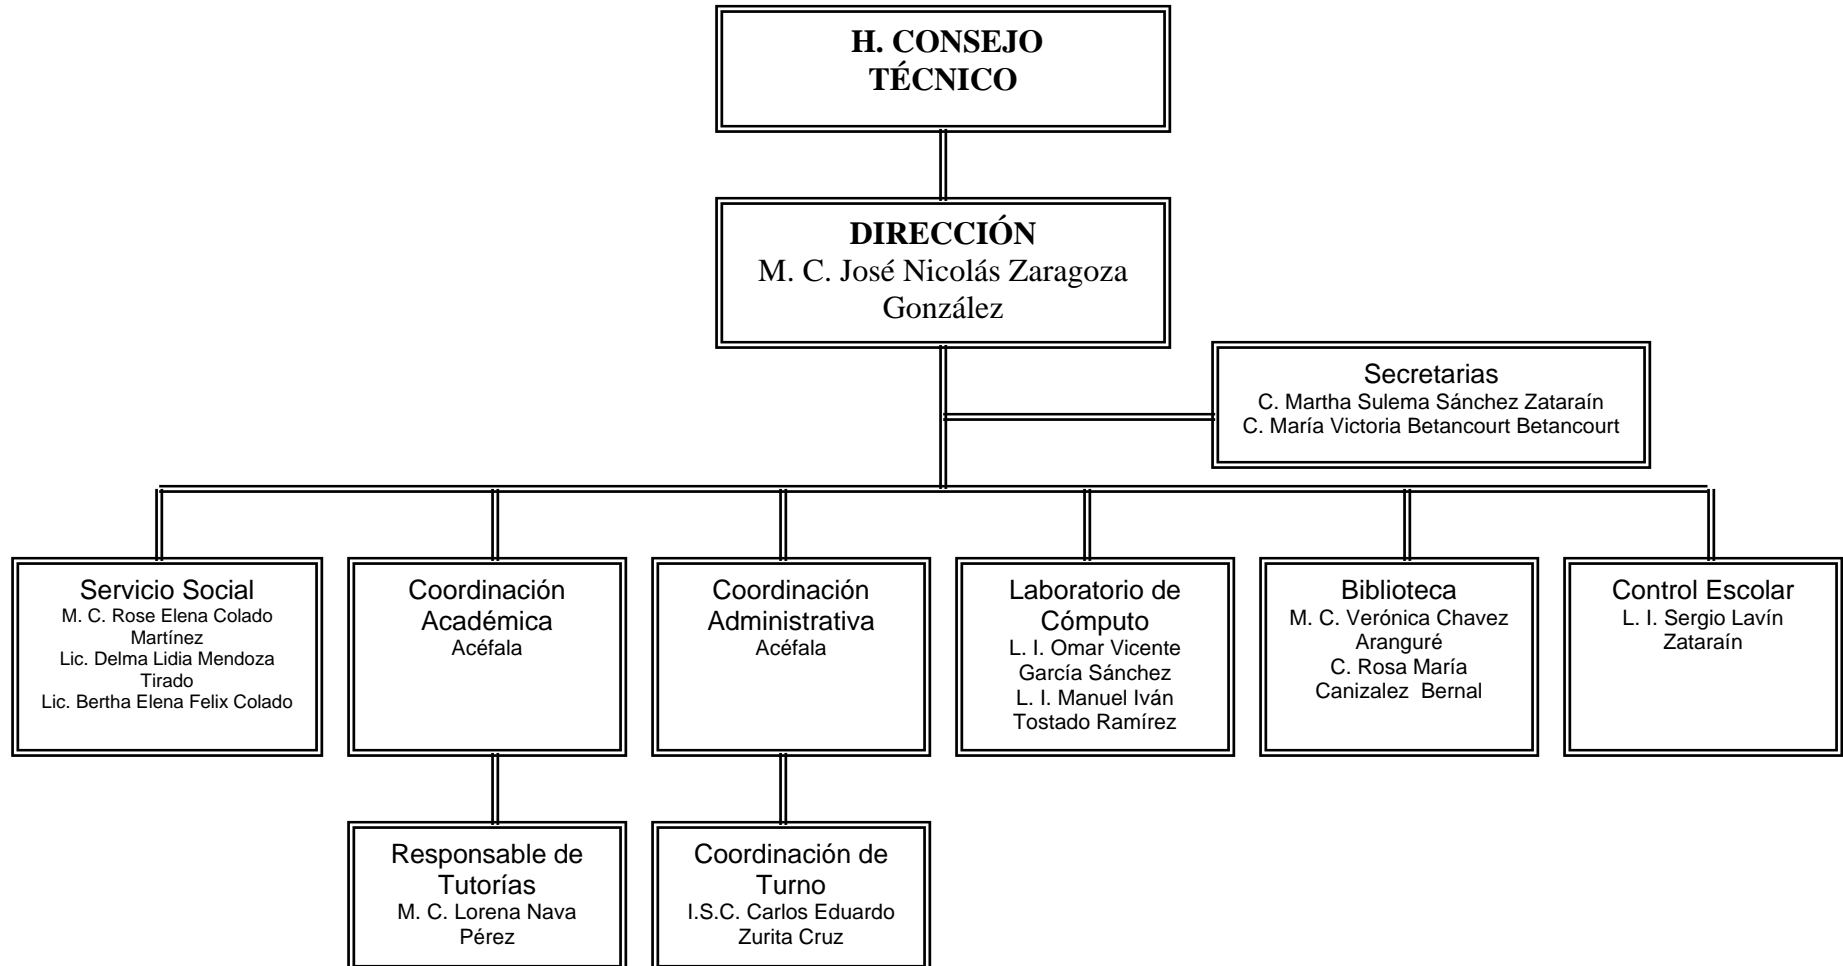 H. CONSEJO
TÉCNICO
DIRECCIÓN
M. C. José Nicolás Zaragoza
González
Secretarias
C. Martha Sulema Sánchez Zataraín
C. María Victoria Betancourt Betancourt
Servicio Social
M. C. Rose Elena Colado
Martínez
Lic. Delma Lidia Mendoza
Tirado
Lic. Bertha Elena Felix Colado
Coordinación
Académica
Acéfala
Coordinación
Administrativa
Acéfala
Laboratorio de
Cómputo
L. I. Omar Vicente
García Sánchez
L. I. Manuel Iván
Tostado Ramírez
Biblioteca
M. C. Verónica Chavez
Aranguré
C. Rosa María
Canizalez  Bernal
Control Escolar
L. I. Sergio Lavín
Zataraín
Responsable de
Tutorías
M. C. Lorena Nava
Pérez
Coordinación de
Turno
I.S.C. Carlos Eduardo
Zurita Cruz